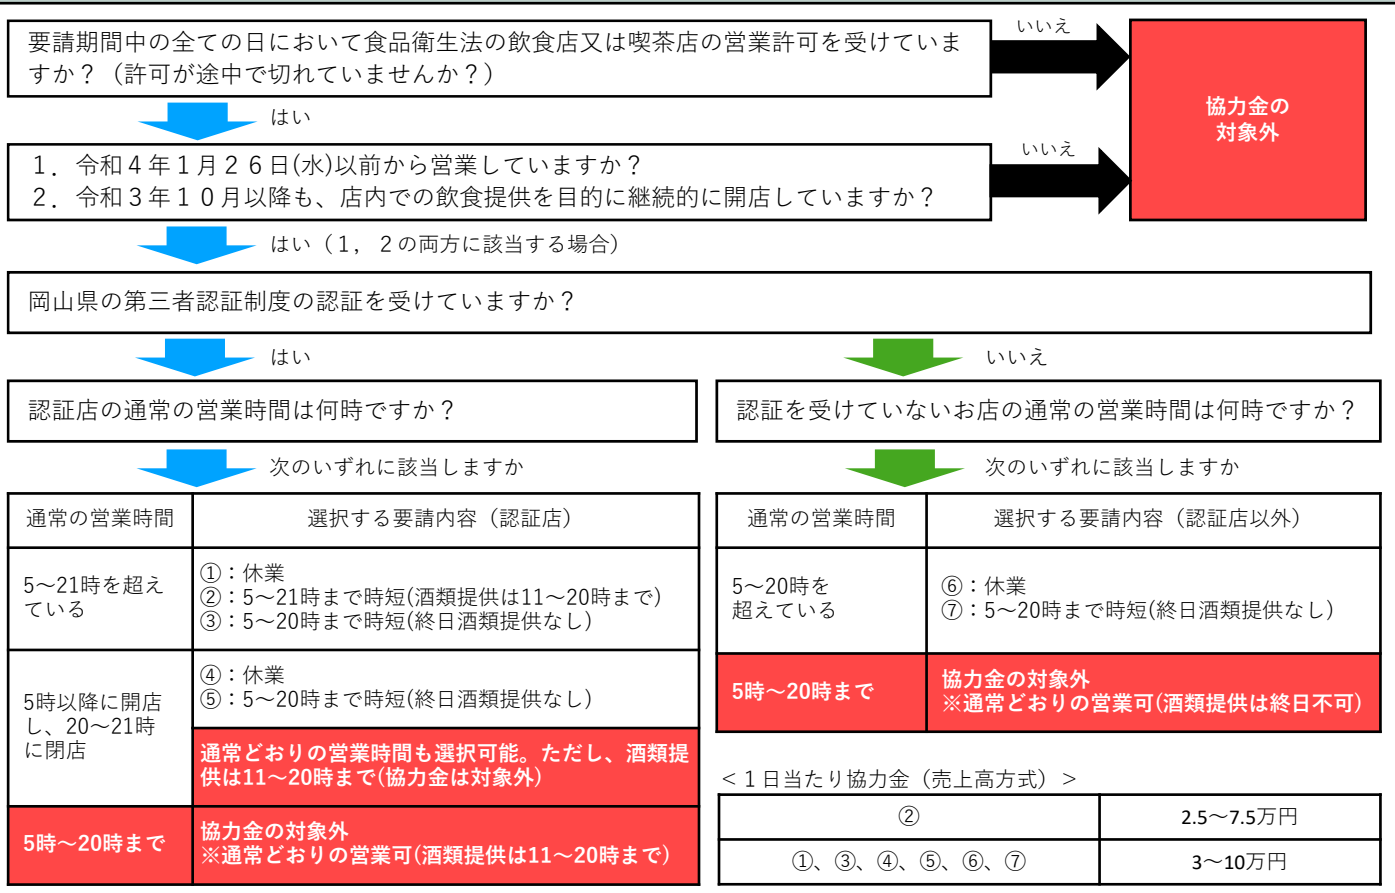 要請期間中の全ての日において食品衛生法の飲食店又は喫茶店の営業許可を受けていま
すか？（許可が途中で切れていませんか？）
いいえ
協力金の
対象外
はい
１．令和４年１月２６日(水)以前から営業していますか？
２．令和３年１０月以降も、店内での飲食提供を目的に継続的に開店していますか？
いいえ
はい（１，２の両方に該当する場合）
岡山県の第三者認証制度の認証を受けていますか？
はい
いいえ
認証店の通常の営業時間は何時ですか？
次のいずれに該当しますか
通常の営業時間
選択する要請内容（認証店）
5～21時を超え
ている
①：休業
②：5～21時まで時短(酒類提供は11～20時まで)
③：5～20時まで時短(終日酒類提供なし)
5時以降に開店
し、20～21時
に閉店
④：休業
⑤：5～20時まで時短(終日酒類提供なし)
通常どおりの営業時間も選択可能。ただし、酒類提
供は11～20時まで(協力金は対象外)
5時～20時まで
協力金の対象外
※通常どおりの営業可(酒類提供は11～20時まで)
認証を受けていないお店の通常の営業時間は何時ですか？
次のいずれに該当しますか
通常の営業時間
選択する要請内容（認証店以外）
5～20時を
超えている
⑥：休業
⑦：5～20時まで時短(終日酒類提供なし)
5時～20時まで
協力金の対象外
※通常どおりの営業可(酒類提供は終日不可)
＜１日当たり協力金（売上高方式）＞
②
2.5～7.5万円
①、③、④、⑤、⑥、⑦
3～10万円